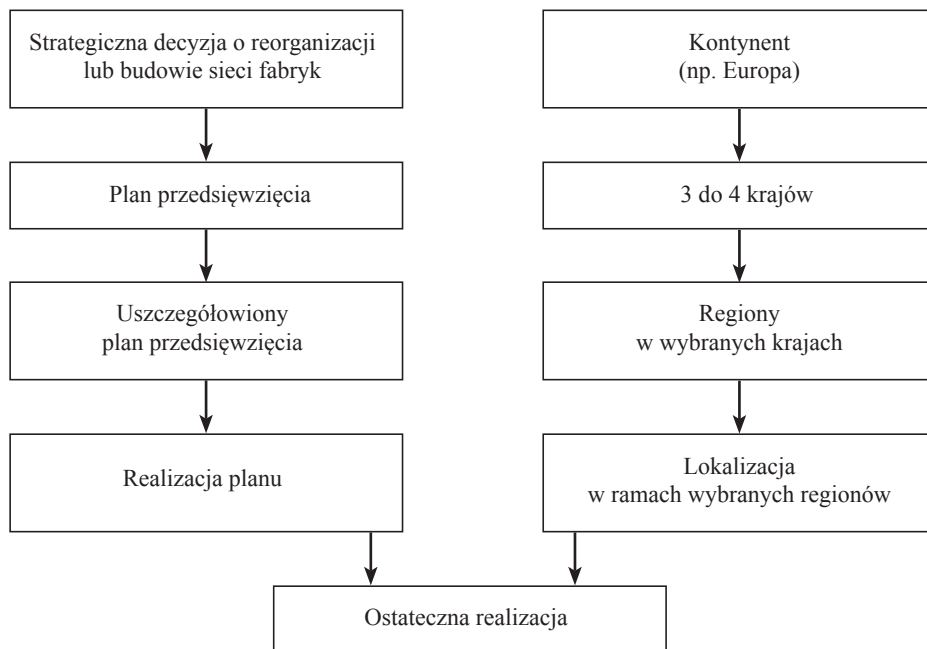 Strategiczna decyzja o reorganizacji
lub budowie sieci fabryk
Kontynent
(np. Europa)
Plan przedsięwzięcia
3 do 4 krajów
Uszczegółowiony
plan przedsięwzięcia
Regiony
w wybranych krajach
Realizacja planu
Lokalizacja
w ramach wybranych regionów
Ostateczna realizacja